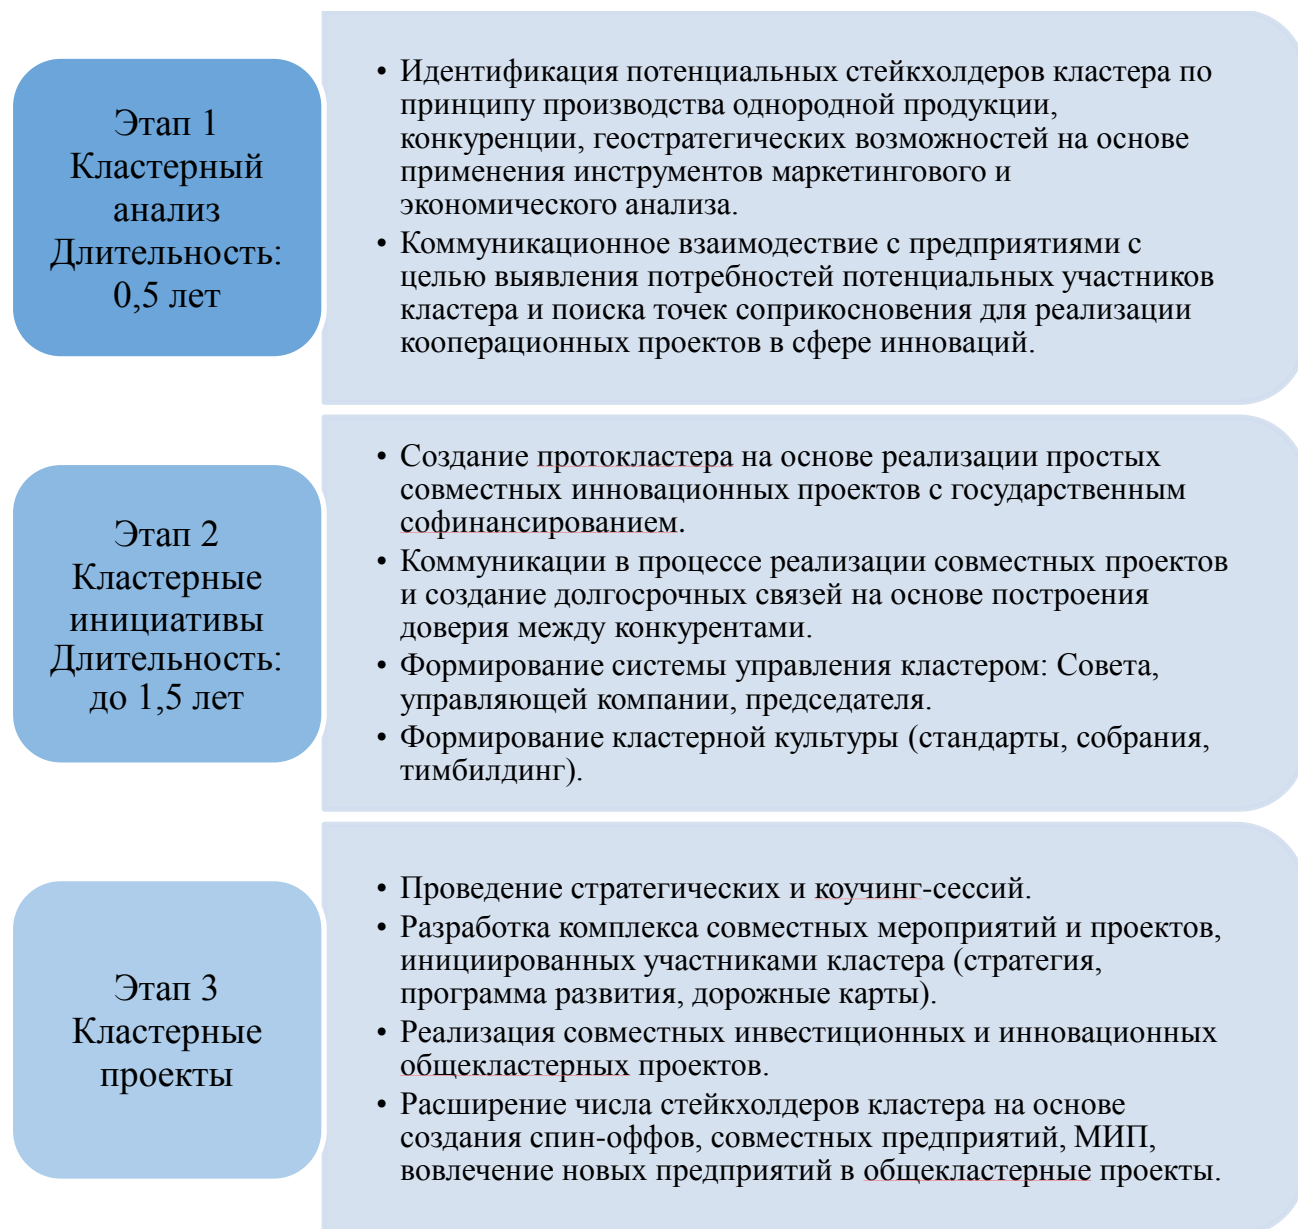 Этап 1
Кластерный
анализ
Длительность:
0,5 лет
• Идентификация потенциальных стейкхолдеров кластера по
принципу производства однородной продукции,
конкуренции, геостратегических возможностей на основе
применения инструментов маркетингового и
экономического анализа.
• Коммуникационное взаимодествие с предприятиями с
целью выявления потребностей потенциальных участников
кластера и поиска точек соприкосновения для реализации
кооперационных проектов в сфере инноваций.
Этап 2
Кластерные
инициативы
Длительность:
до 1,5 лет
• Создание протокластера на основе реализации простых
совместных инновационных проектов с государственным
софинансированием.
• Коммуникации в процессе реализации совместных проектов
и создание долгосрочных связей на основе построения
доверия между конкурентами.
• Формирование системы управления кластером: Совета,
управляющей компании, председателя.
• Формирование кластерной культуры (стандарты, собрания,
тимбилдинг).
Этап 3
Кластерные
проекты
• Проведение стратегических и коучинг-сессий.
• Разработка комплекса совместных мероприятий и проектов,
инициированных участниками кластера (стратегия,
программа развития, дорожные карты).
• Реализация совместных инвестиционных и инновационных
общекластерных проектов.
• Расширение числа стейкхолдеров кластера на основе
создания спин-оффов, совместных предприятий, МИП,
вовлечение новых предприятий в общекластерные проекты.